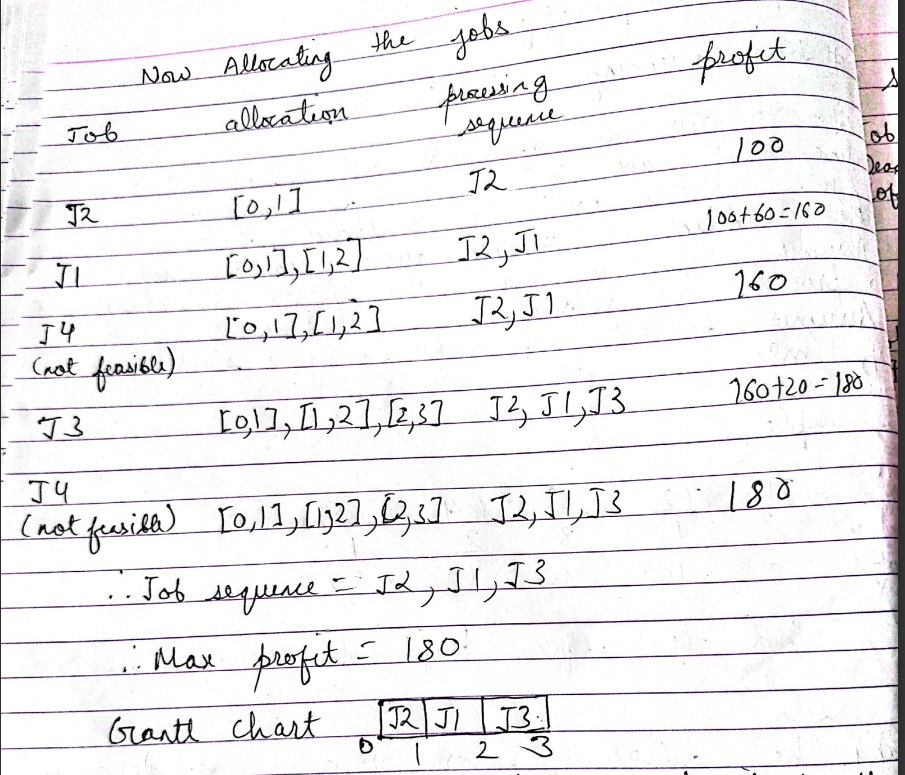 Now Allocating the jobs
Job allocation processing sequence profit
J2 [0,1] J2 100
J1 [0,1],[1,2] J2, J1 100+60=160
J4 (not feasible) [0,1],[1,2] J2, J1 160
J3 [0,1], [1,2], [2,3] J2, J1, J3 160+20=180
J4 (not feasible) [0,1], [1,2], [2,3] J2, J1, J3 180
∴ Job sequence = J2, J1, J3
∴ Max profit = 180
Grantt Chart J2 J1 J3
0 1 2 3